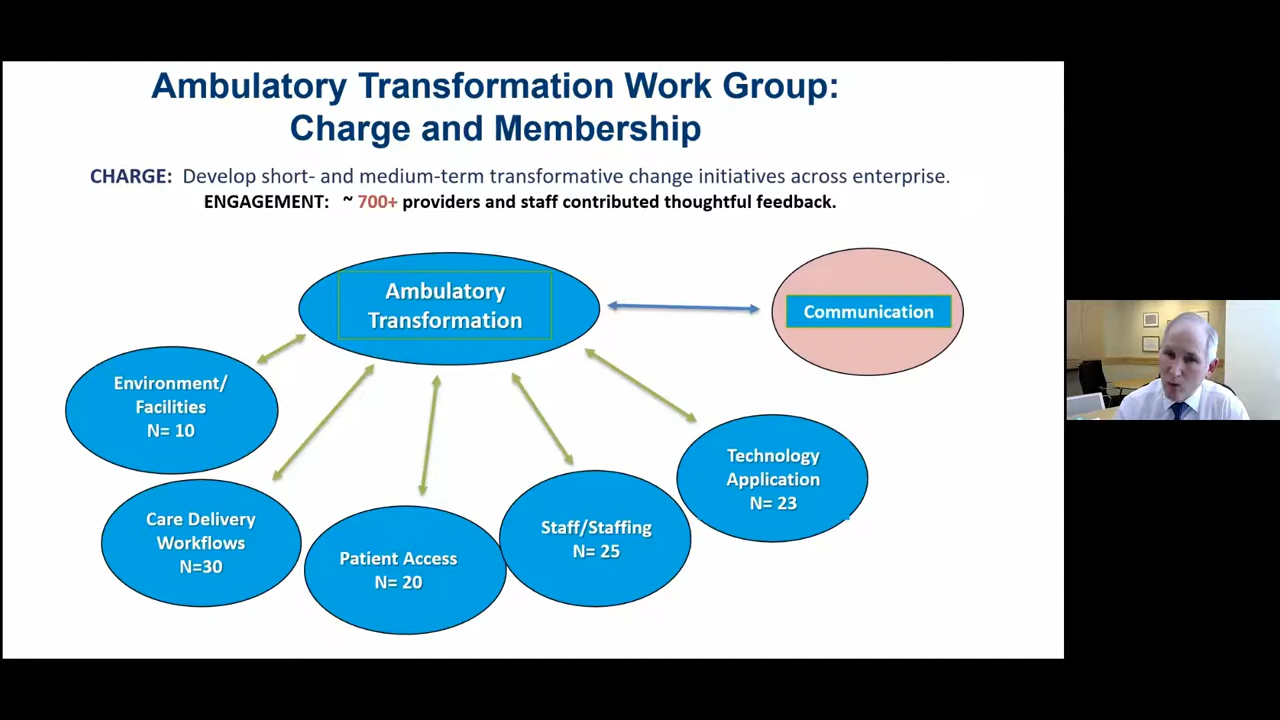 Ambulatory Transformation Work Group:
Charge and Membership
CHARGE: Develop short- and medium-term transformative change initiatives across enterprise.
ENGAGEMENT: ~ 700+ providers and staff contributed thoughtful feedback.
Ambulatory
Transformation
Communication
Environment/
Facilities
N= 10
Care Delivery
Workflows
N=30
Patient Access
N= 20
Staff/Staffing
N= 25
Technology
Application
N= 23